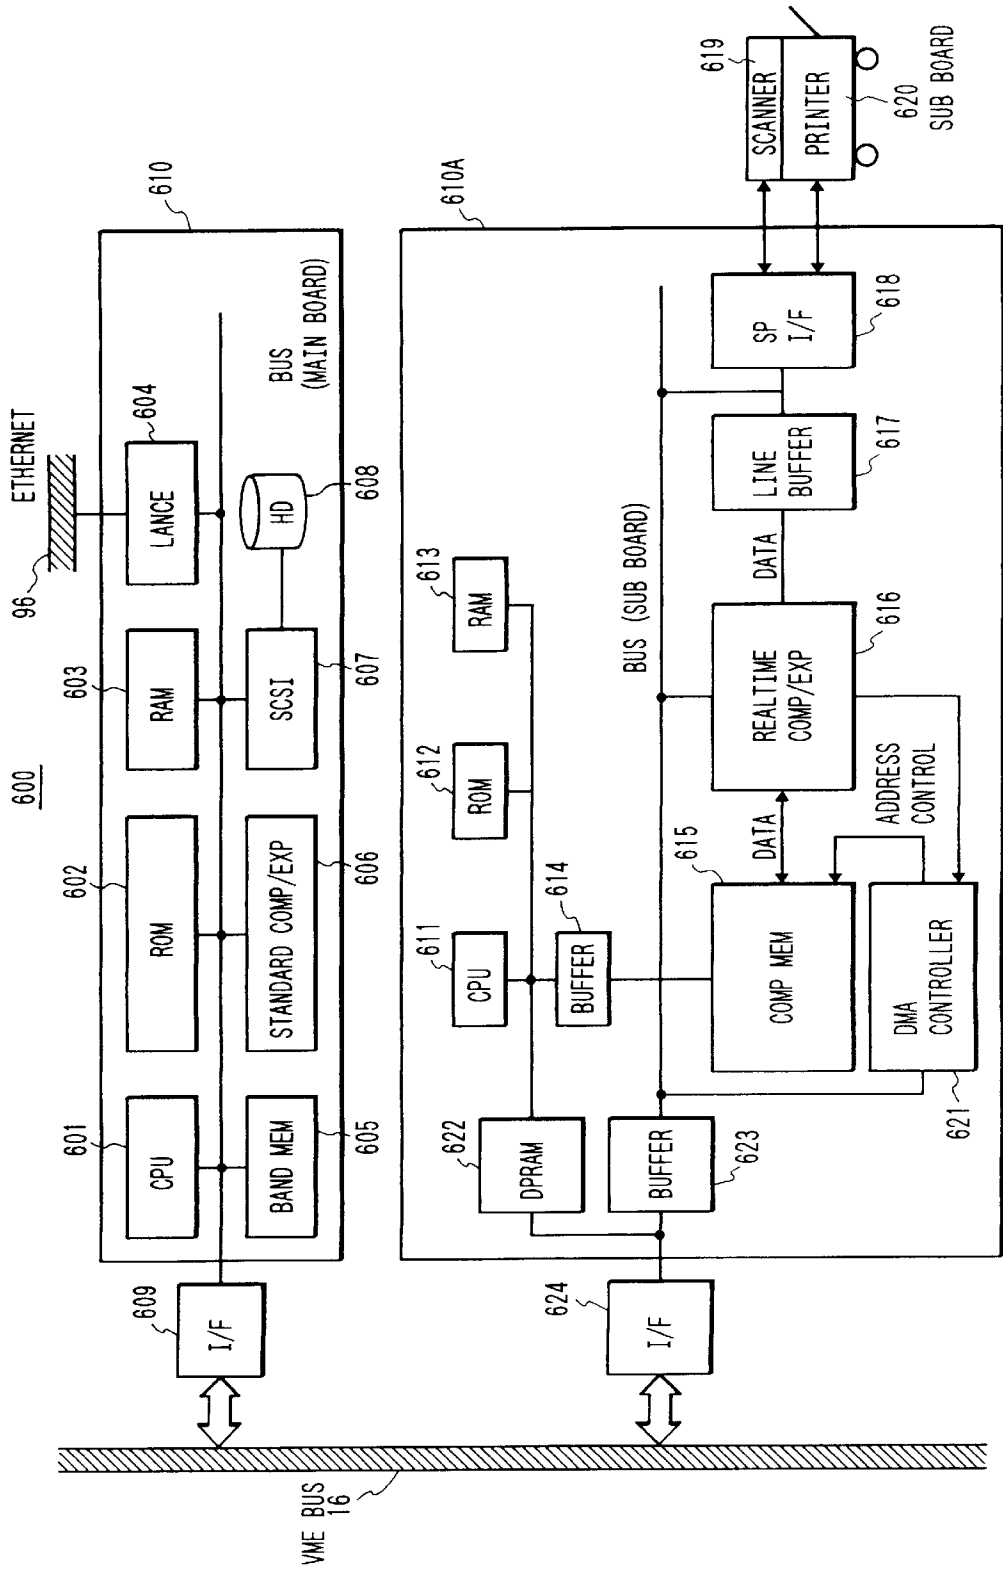 600
96
ETHERNET
601
602
603
604
610
CPU
ROM
RAM
LANCE
609
I/F
BAND MEM
STANDARD COMP/EXP
SCSI
HD
BUS
(MAIN BOARD)
605
606
607
608
VME BUS
16
610A
611
612
613
CPU
ROM
RAM
622
DPRAM
614
BUFFER
624
I/F
BUFFER
623
BUS (SUB BOARD)
615
COMP MEM
DATA
REALTIME
COMP/EXP
616
DATA
LINE
BUFFER
617
SP
I/F
618
SCANNER
619
PRINTER
620
SUB BOARD
ADDRESS
CONTROL
DMA
CONTROLLER
621